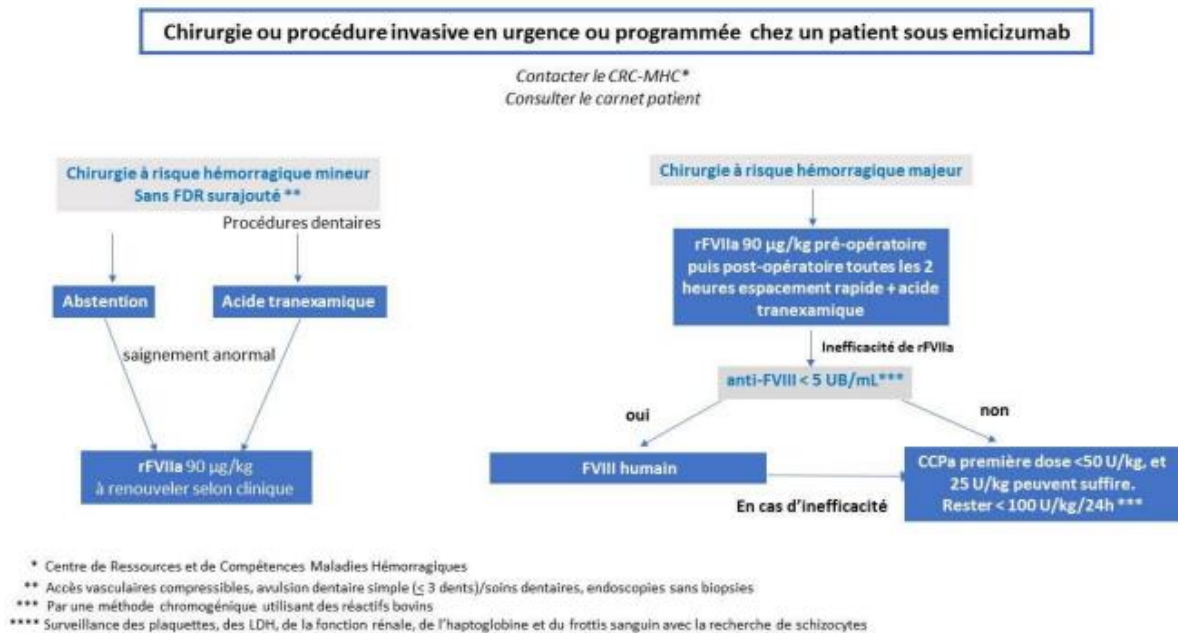 Chirurgie ou procédure invasive en urgence ou programmée chez un patient sous emicizumab
Contacter le CRC-MHC*
Consulter le carnet patient
Chirurgie à risque hémorragique mineur
Sans FDR surajouté **
Procédures dentaires
Abstention
Acide tranexamique
saignement anormal
rFVIIa 90 µg/kg
à renouveler selon clinique
Chirurgie à risque hémorragique majeur
rFVIIa 90 µg/kg pré-opératoire
puis post-opératoire toutes les 2
heures espacement rapide + acide
tranexamique
Inefficacité de rFVIIa
anti-FVIII < 5 UB/mL***
oui
non
FVIII humain
En cas d'inefficacité
CCPa première dose <50 U/kg, et
25 U/kg peuvent suffire.
Rester < 100 U/kg/24h ***
* Centre de Ressources et de Compétences Maladies Hémorragiques
** Accès vasculaires compressibles, avulsion dentaire simple (≤ 3 dents)/soins dentaires, endoscopies sans biopsies
*** Par une méthode chromogénique utilisant des réactifs bovins
**** Surveillance des plaquettes, des LDH, de la fonction rénale, de l'haptoglobine et du frottis sanguin avec la recherche de schizocytes